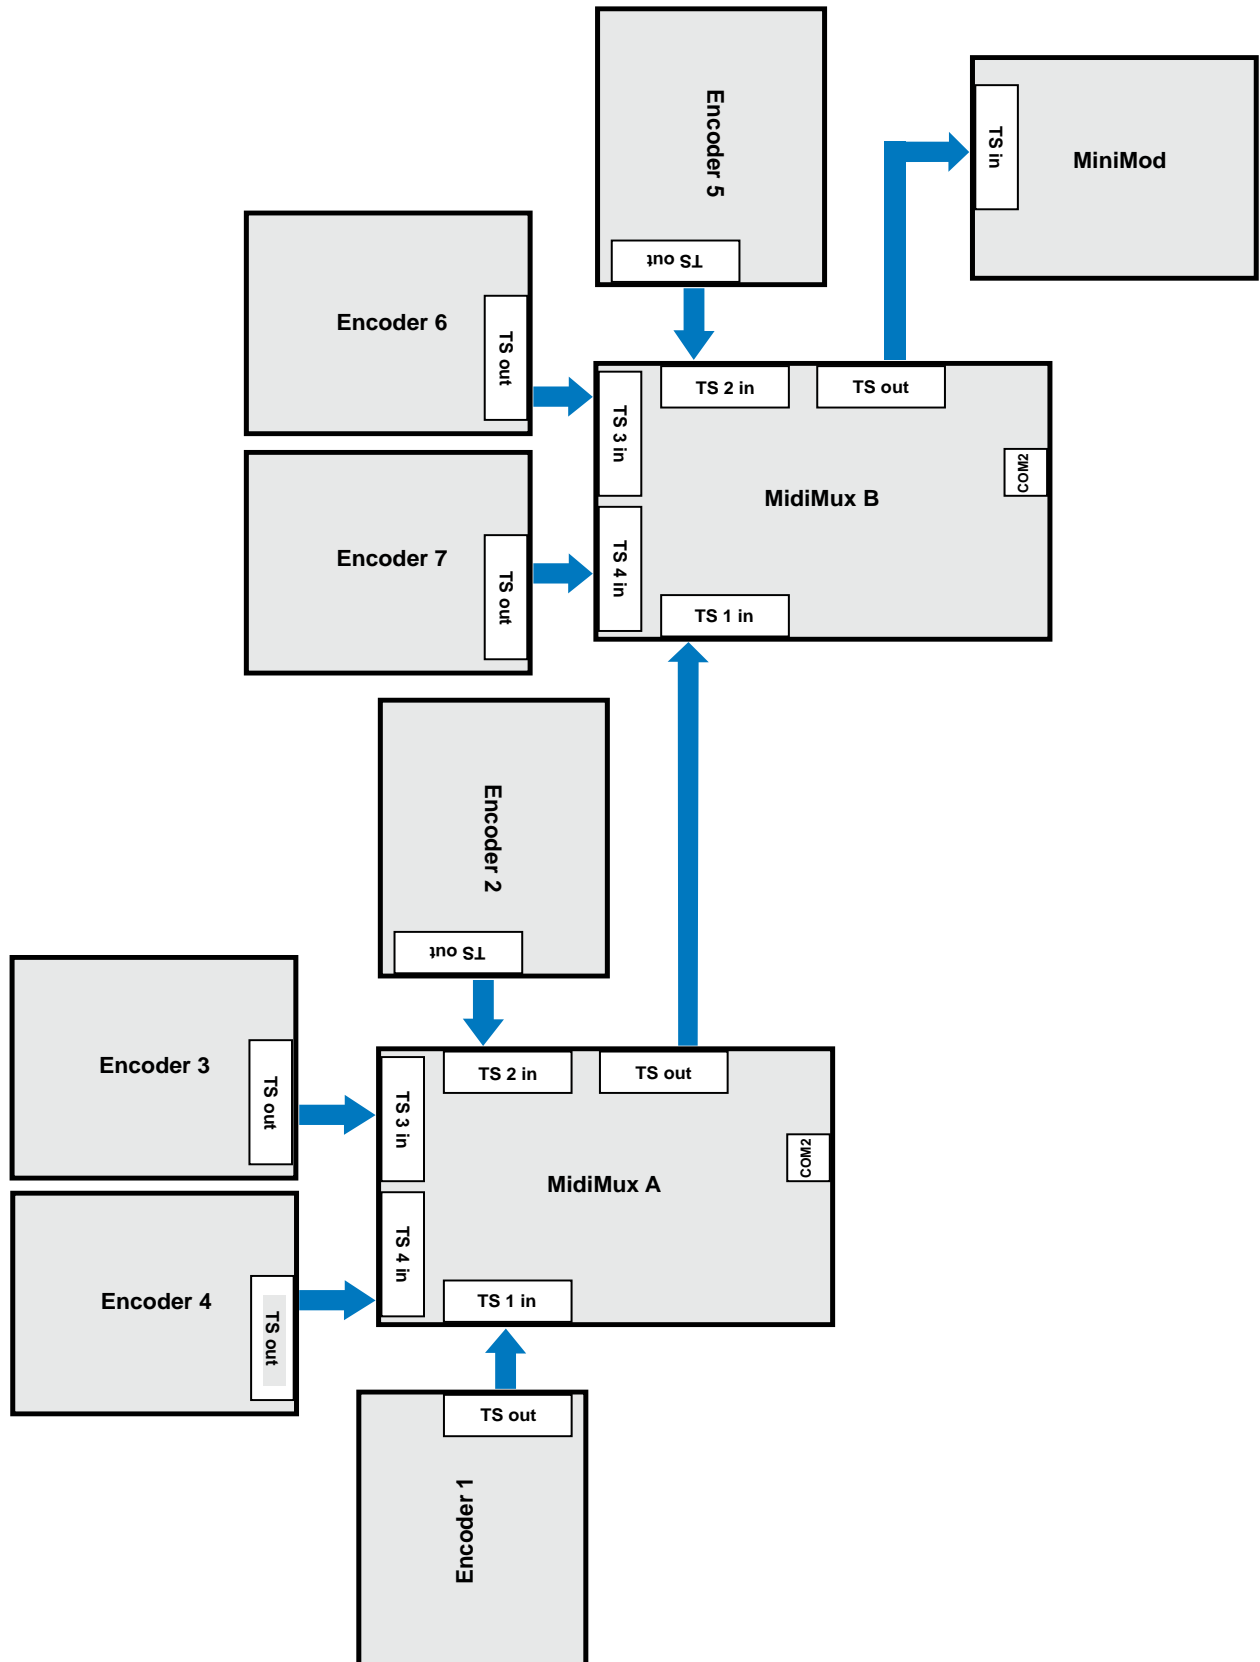 Encoder 5
TS out
MiniMod
TS in
Encoder 6
TS out
TS 2 in
TS out
TS 3 in
COM2
MidiMux B
Encoder 7
TS out
TS 4 in
TS 1 in
Encoder 2
TS out
Encoder 3
TS out
TS 2 in
TS out
TS 3 in
COM2
MidiMux A
Encoder 4
TS out
TS 4 in
TS 1 in
TS out
Encoder 1